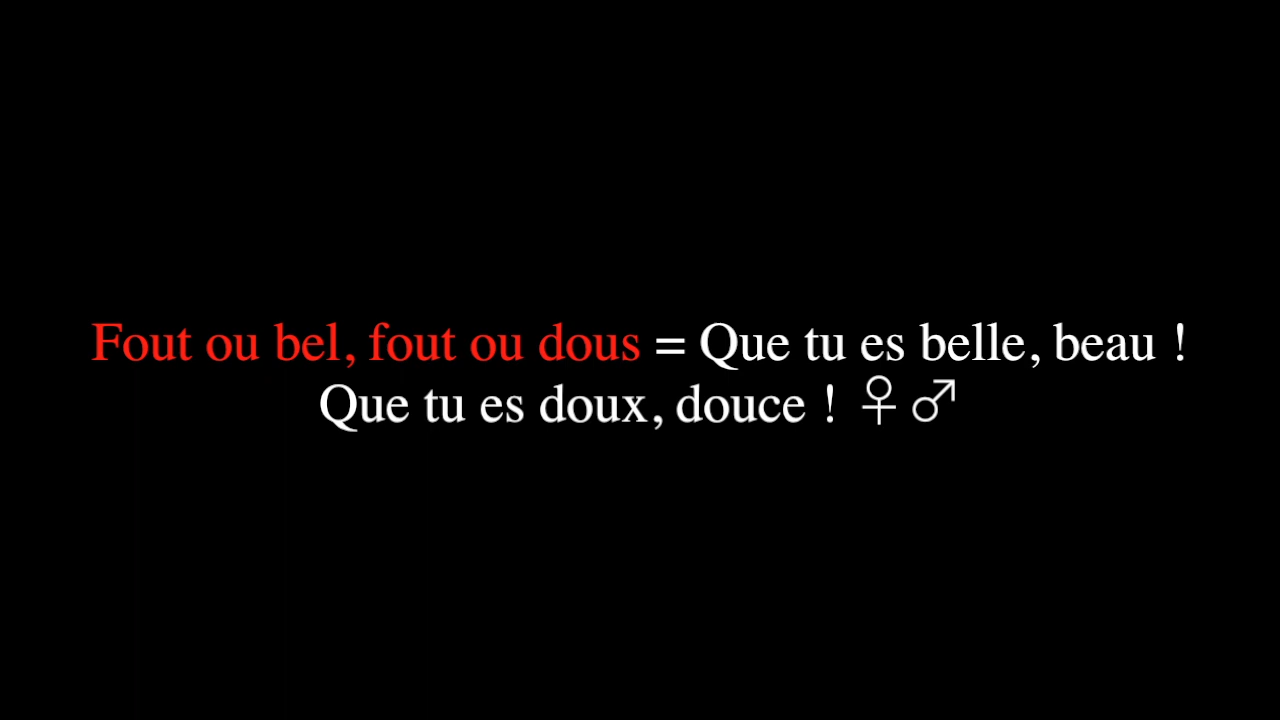 Fout ou bel, fout ou dous = Que tu es belle, beau !
Que tu es doux, douce ! ♀♂